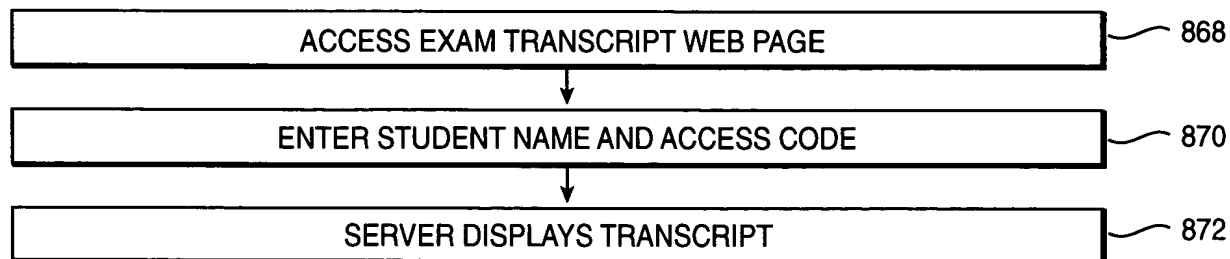 ACCESS EXAM TRANSCRIPT WEB PAGE 868
ENTER STUDENT NAME AND ACCESS CODE 870
SERVER DISPLAYS TRANSCRIPT 872